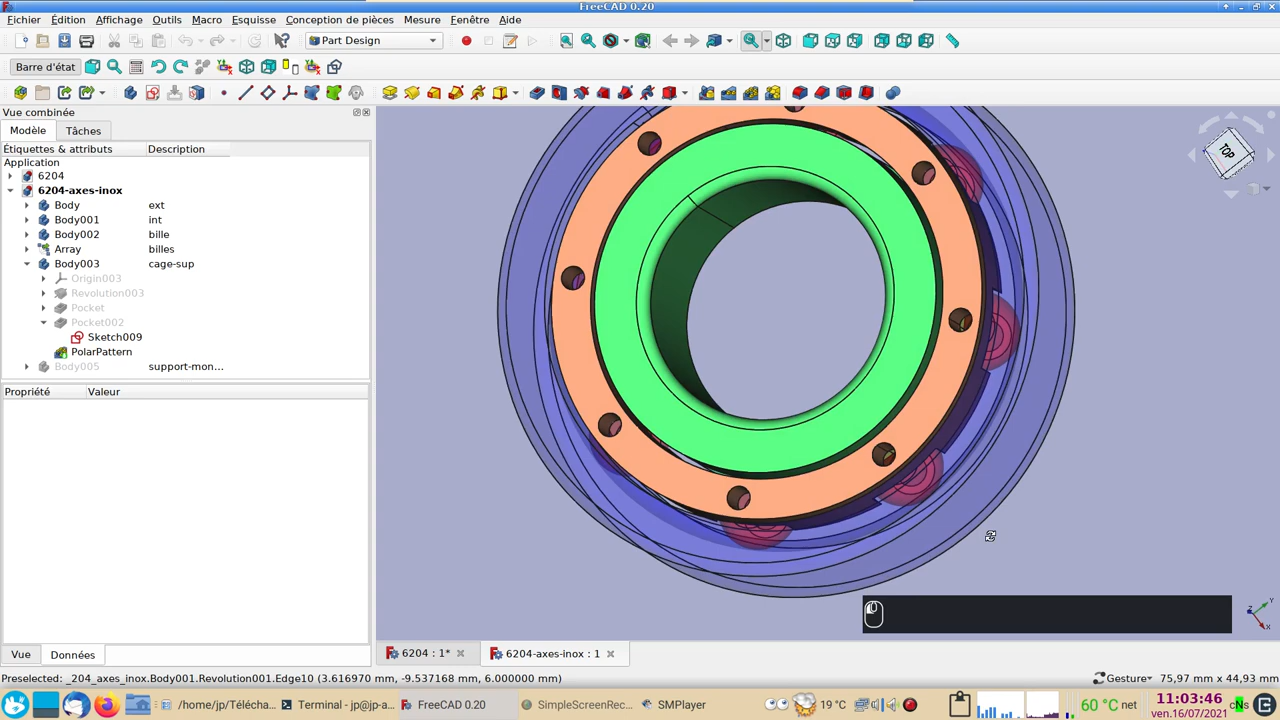 FreeCAD 0.20
Fichier Édition Affichage Outils Macro Esquisse Conception de pièces Mesure Fenêtre Aide
Part Design
Barre d'état
Vue combinée
Modèle Tâches
Étiquettes & attributs Description
Application
6204
6204-axes-inox
Body ext
Body001 int
Body002 bille
Array billes
Body003 cage-sup
Origin003
Revolution003
Pocket
Pocket002
Sketch009
PolarPattern
Body005 support-mon...
Propriété Valeur
TOP
Y
Z
X
Vue Données
6204 : 1*
6204-axes-inox : 1
Preselected: _204_axes_inox.Body001.Revolution001.Edge10 (3.616970 mm, -9.537168 mm, 6.000000 mm)
Gesture
75,97 mm x 44,93 mm
/home/jp/Télécha...
Terminal - jp@jp-a...
FreeCAD 0.20
SimpleScreenRec...
SMPlayer
19 °C
60 °C net
11:03:46
ven.16/07/2021
cNs